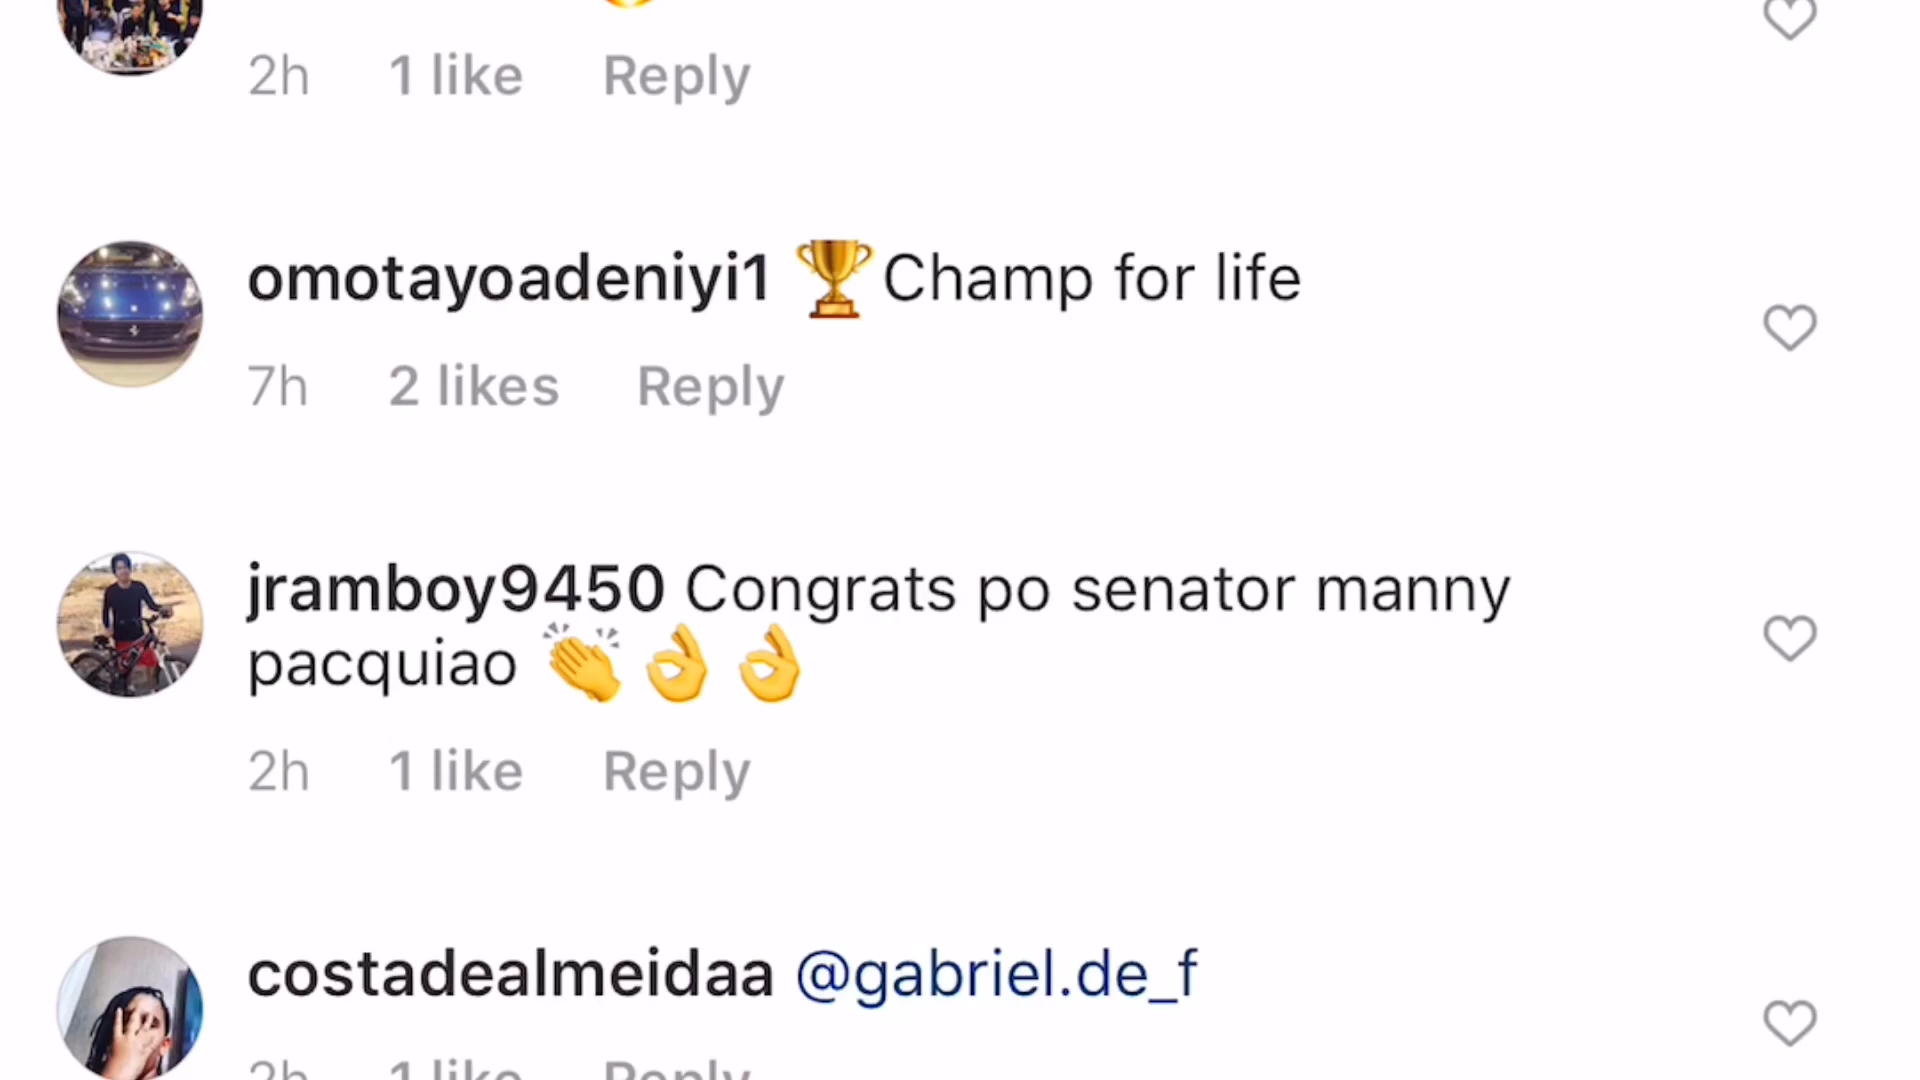 2h 1 like Reply
omotayoadeniyi1 🏆Champ for life
7h 2 likes Reply
jramboy9450 Congrats po senator manny
pacquiao 👏👌👌
2h 1 like Reply
costadealmeidaa @gabriel.de_f
2h 1 like Reply